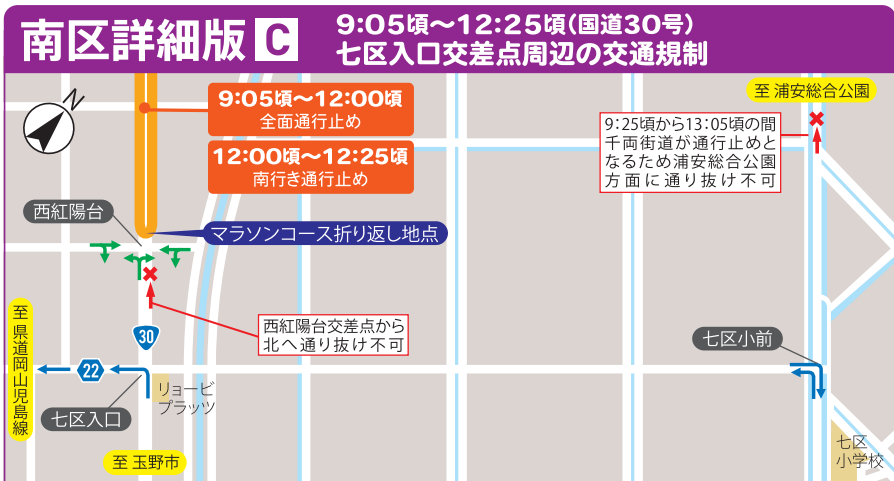 南区詳細版 C
9:05頃～12:25頃(国道30号)
七区入口交差点周辺の交通規制
N
9:05頃～12:00頃
全面通行止め
12:00頃～12:25頃
南行き通行止め
至 浦安総合公園
9:25頃から13:05頃の間
千両街道が通行止めと
なるため浦安総合公園
方面に通り抜け不可
西紅陽台
マラソンコース折り返し地点
西紅陽台交差点から
北へ通り抜け不可
至 県道岡山児島線
30
22
七区入口
リョービ
プラッツ
至 玉野市
七区小前
七区
小学校